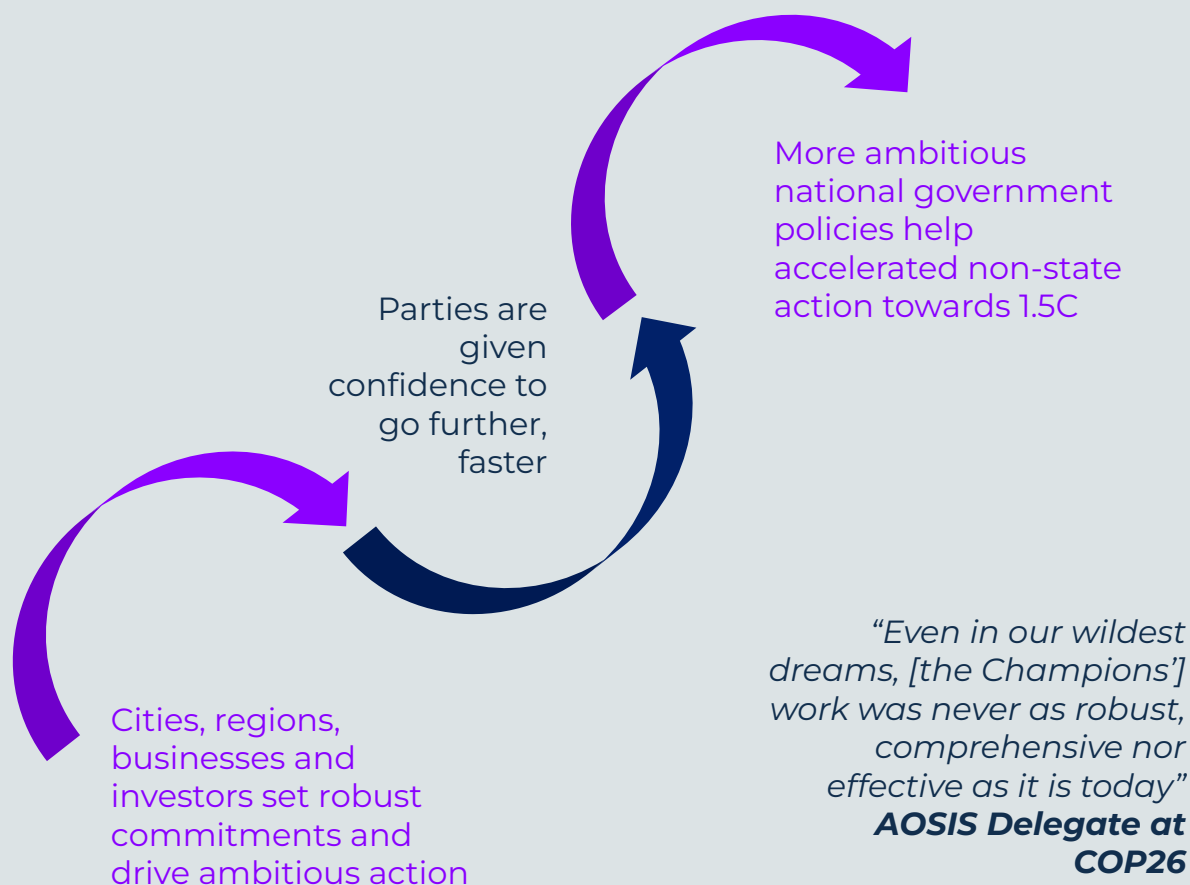 More ambitious
national government
policies help
accelerated non-state
action towards 1.5C
Parties are
given
confidence to
go further,
faster
Cities, regions,
businesses and
investors set robust
commitments and
drive ambitious action
“Even in our wildest
dreams, [the Champions’]
work was never as robust,
comprehensive nor
effective as it is today”
AOSIS Delegate at
COP26